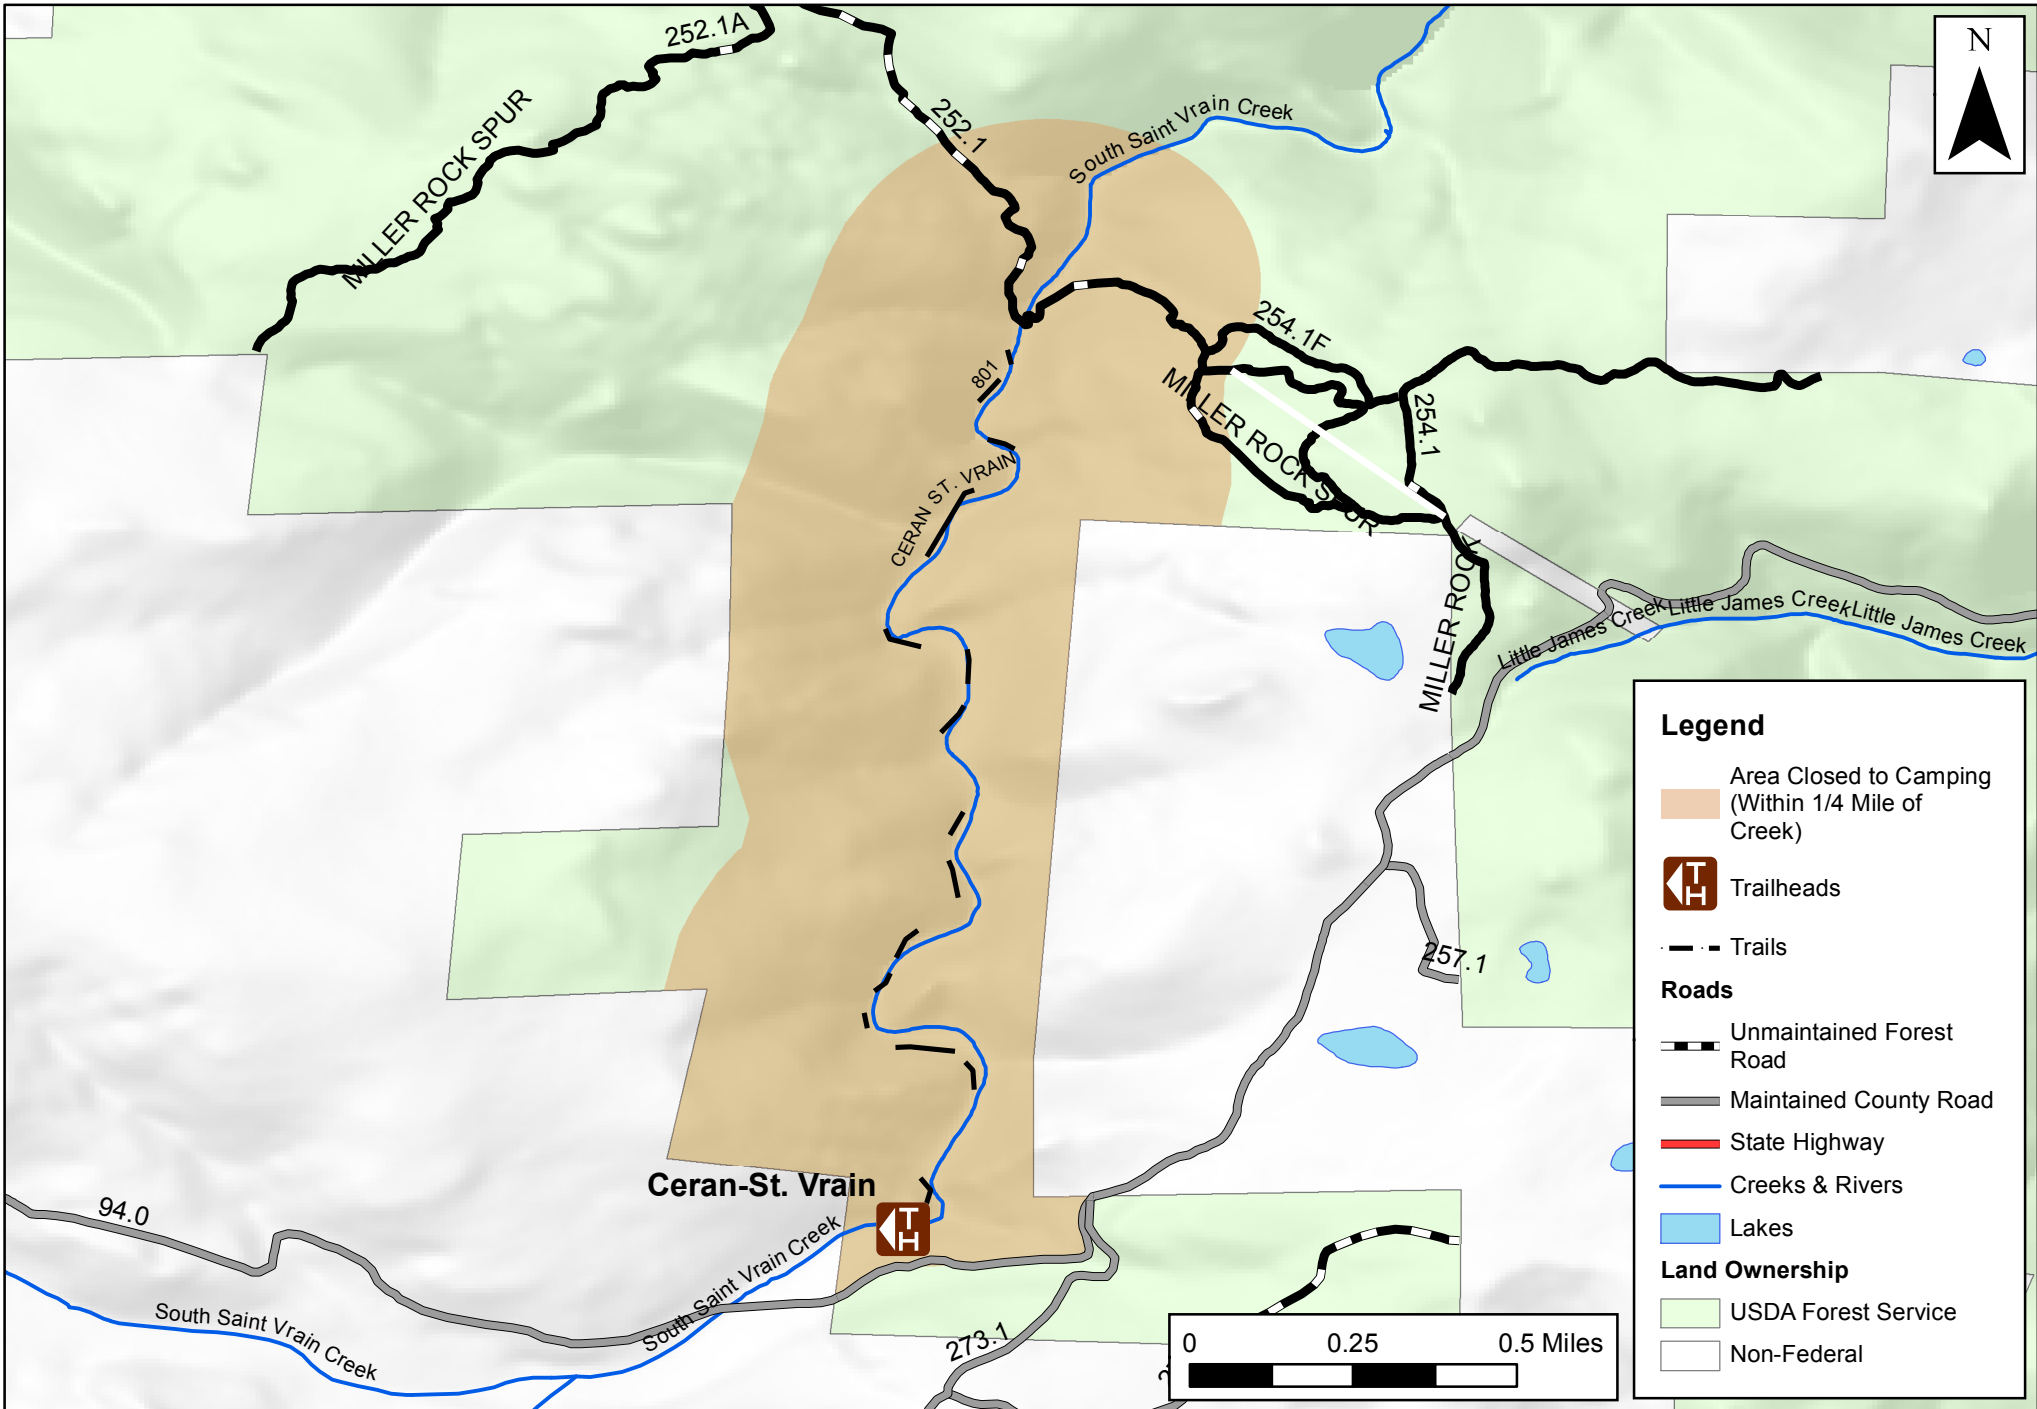 252.1A
N
MILLER ROCK SPUR
252.1
South Saint Vrain Creek
254.1F
801
MILLER ROCK SPUR
254.1
CERAN ST. VRAIN
MILLER ROCK
Little James Creek
Little James Creek
Little James Creek
257.1
Ceran-St. Vrain
TH
94.0
South Saint Vrain Creek
South Saint Vrain Creek
273.1
0 0.25 0.5 Miles
Legend
Area Closed to Camping
(Within 1/4 Mile of
Creek)
TH
Trailheads
Trails
Roads
Unmaintained Forest
Road
Maintained County Road
State Highway
Creeks & Rivers
Lakes
Land Ownership
USDA Forest Service
Non-Federal